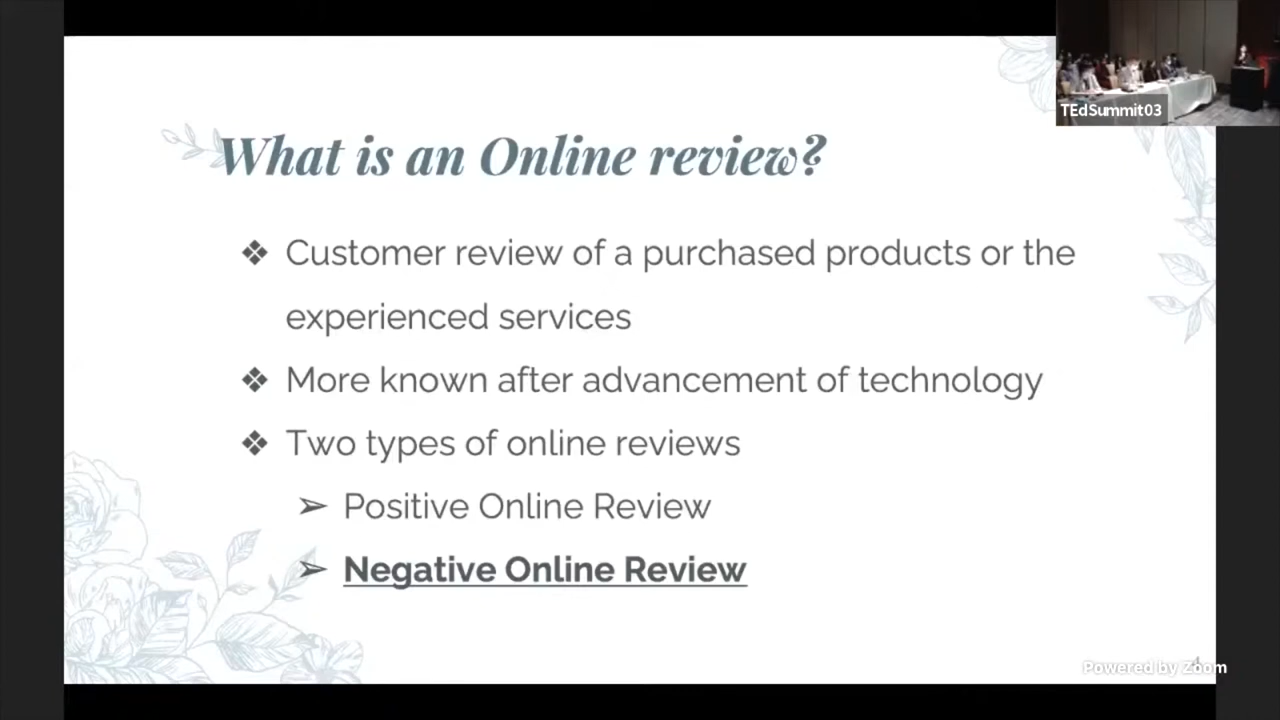 TEdSummit03
What is an Online review?
❖ Customer review of a purchased products or the
experienced services
❖ More known after advancement of technology
❖ Two types of online reviews
➢ Positive Online Review
➢ Negative Online Review
Powered by Zoom